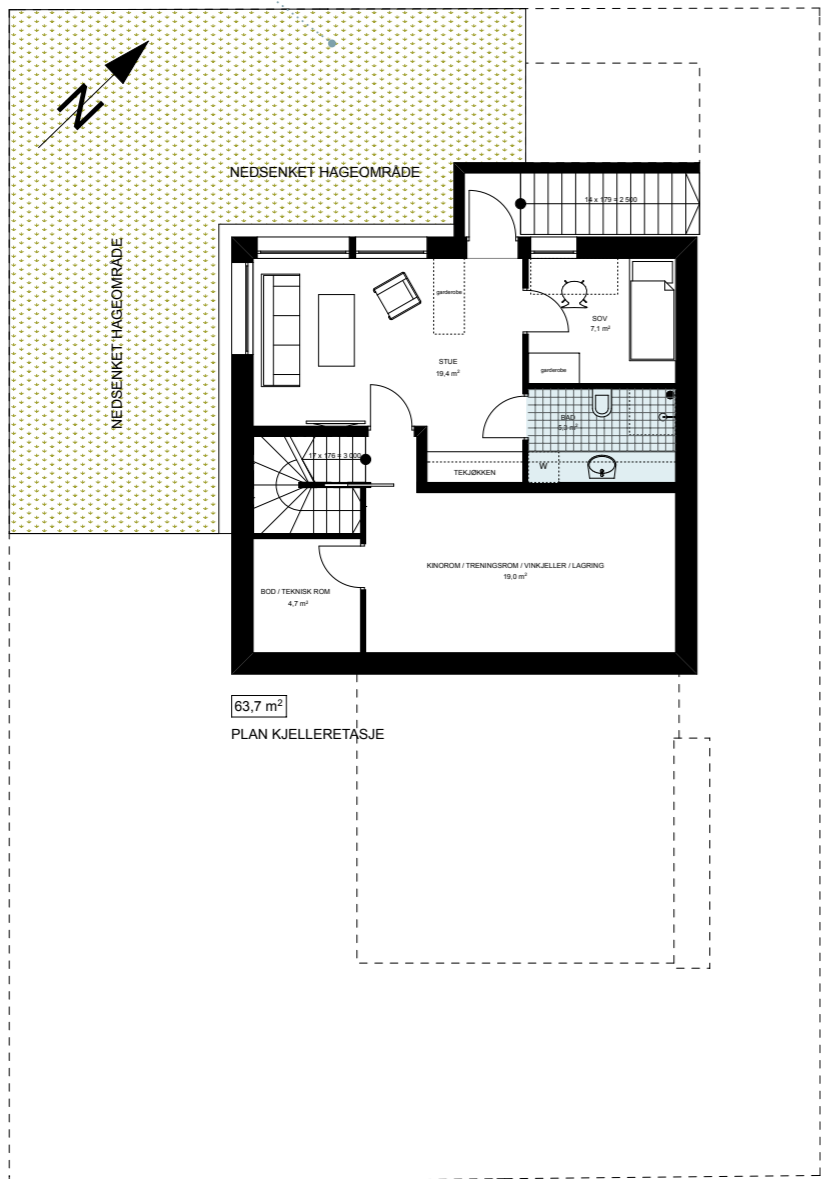 N
NEDSENKET HAGEOMRÅDE
NEDSENKET HAGEOMRÅDE
14 x 179 = 2 500
garderobe
SOV
7,1 m²
STUE
19,4 m²
garderobe
BAD
17 x 176 = 3 000
W
TEKJØKKEN
KINOROM / TRENINGSROM / VINKJELLER / LAGRING
19,0 m²
BOD / TEKNISK ROM
4,7 m²
63,7 m²
PLAN KJELLERETASJE